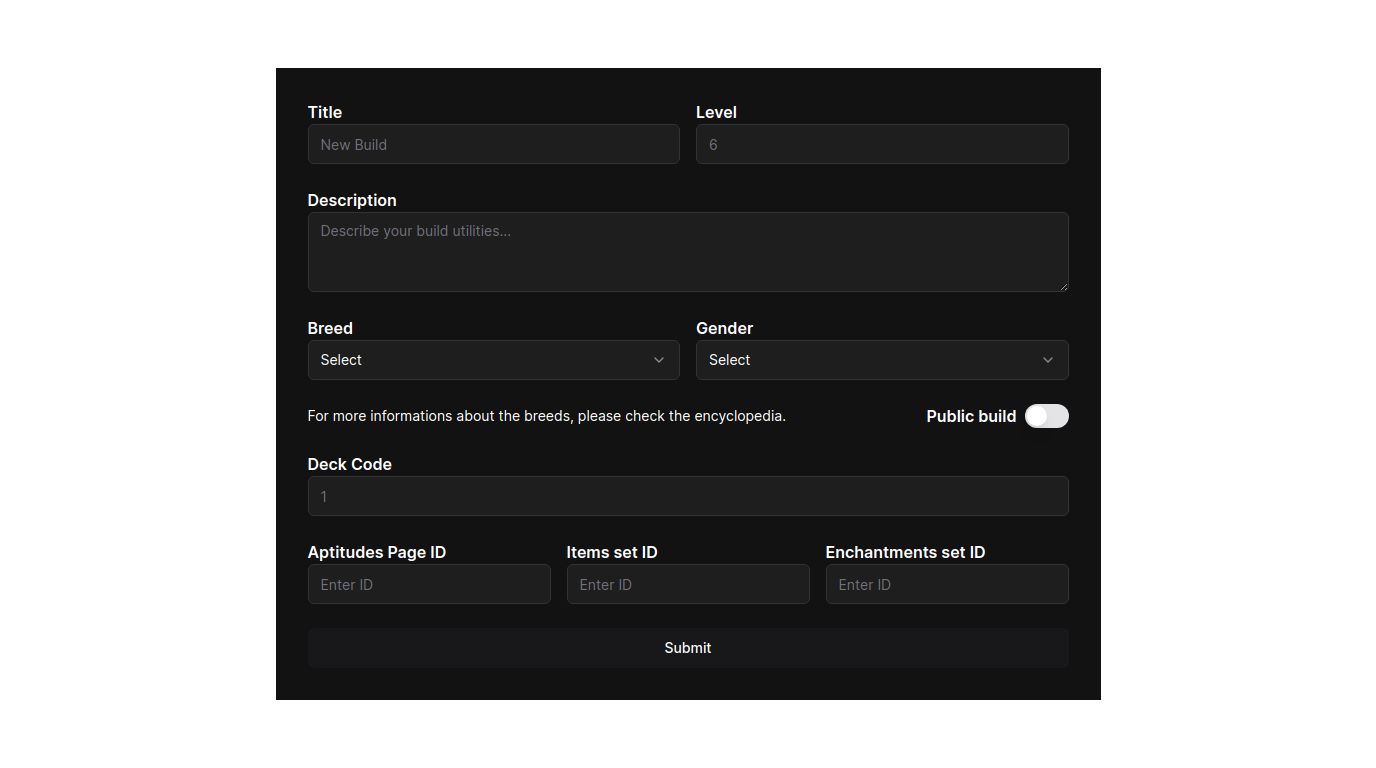 Title
Level
New Build
6
Description
Describe your build utilities...
Breed
Gender
Select
Select
For more informations about the breeds, please check the encyclopedia.
Public build
Deck Code
1
Aptitudes Page ID
Items set ID
Enchantments set ID
Enter ID
Enter ID
Enter ID
Submit